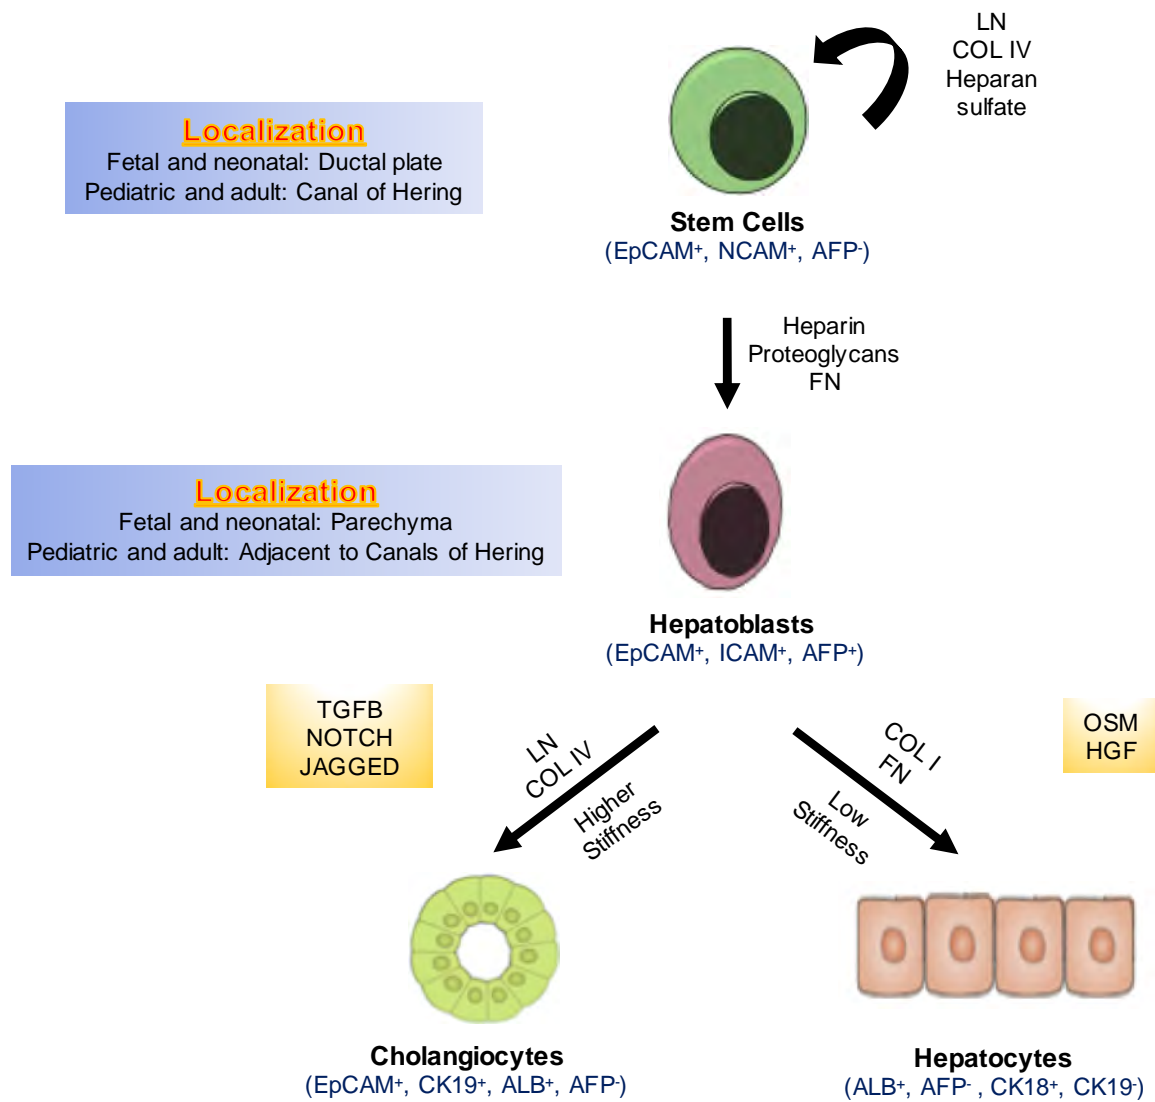 LN
COL IV
Heparan
sulfate
Localization
Fetal and neonatal: Ductal plate
Pediatric and adult: Canal of Hering
Stem Cells
(EpCAM⁺, NCAM⁺, AFP⁻)
Heparin
Proteoglycans
FN
Localization
Fetal and neonatal: Parechyma
Pediatric and adult: Adjacent to Canals of Hering
Hepatoblasts
(EpCAM⁺, ICAM⁺, AFP⁺)
TGFB
NOTCH
JAGGED
LN
COL IV
Higher
Stiffness
COL I
FN
Low
Stiffness
OSM
HGF
Cholangiocytes
(EpCAM⁺, CK19⁺, ALB⁺, AFP⁻)
Hepatocytes
(ALB⁺, AFP⁻ , CK18⁺, CK19⁻)